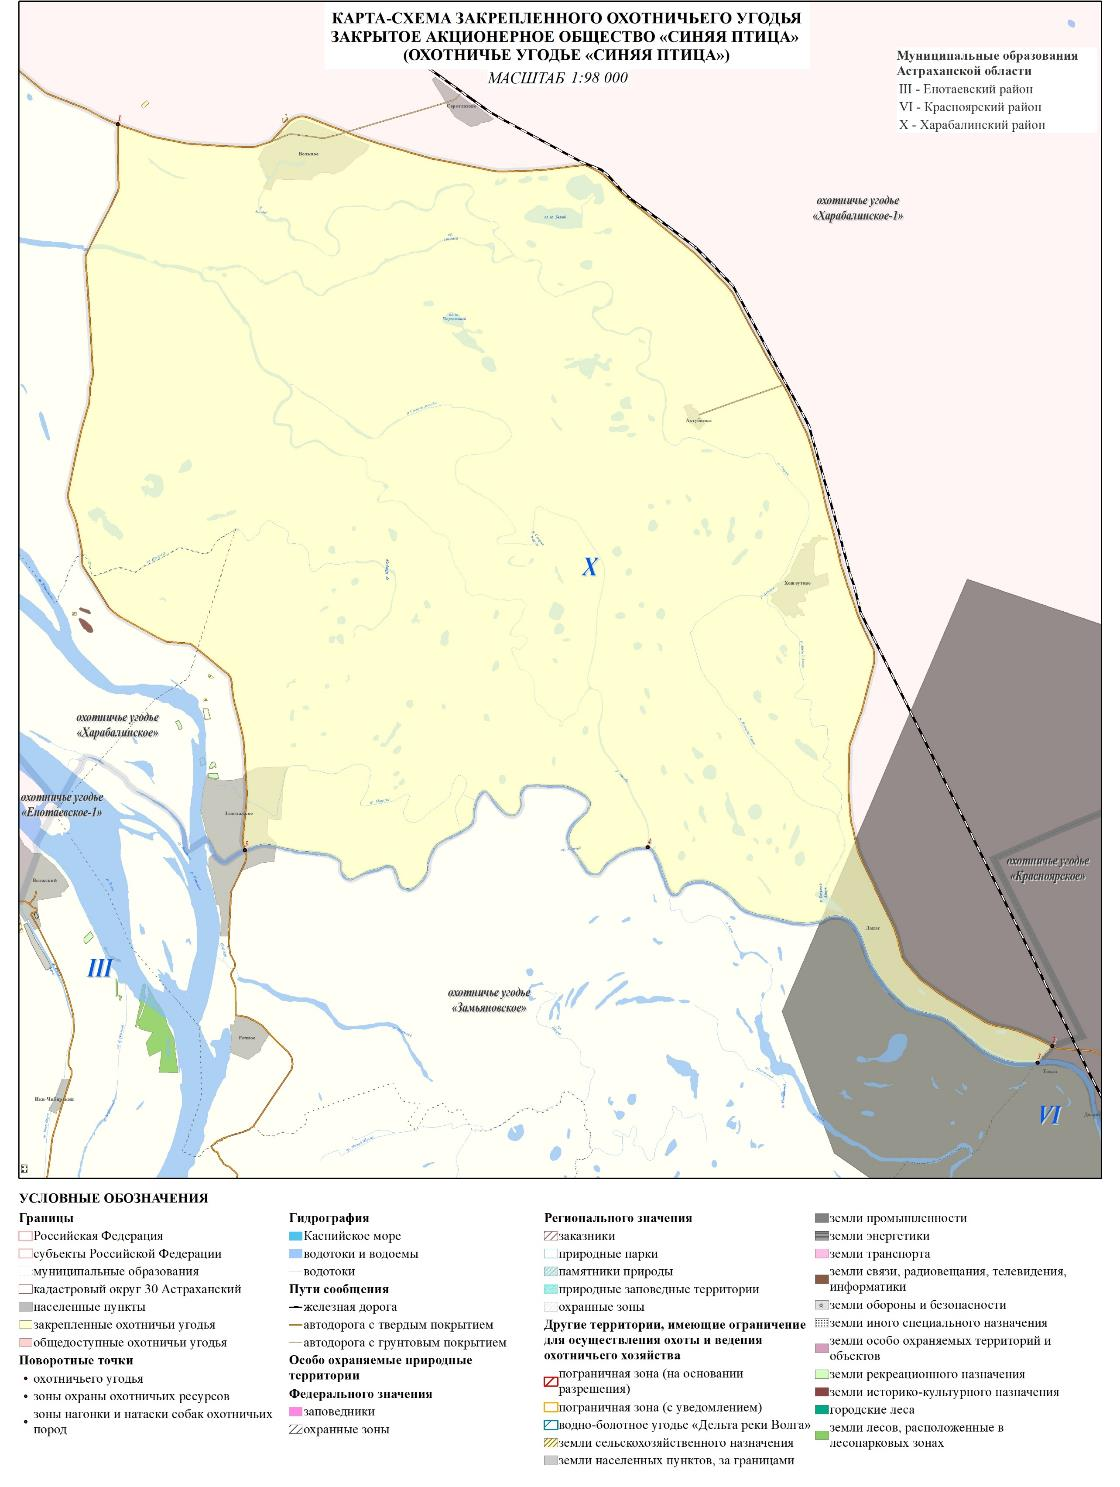 КАРТА-СХЕМА ЗАКРЕПЛЕННОГО ОХОТНИЧЬЕГО УГОДЬЯ
ЗАКРЫТОЕ АКЦИОНЕРНОЕ ОБЩЕСТВО «СИНЯЯ ПТИЦА»
(ОХОТНИЧЬЕ УГОДЬЕ «СИНЯЯ ПТИЦА»)
МАСШТАБ 1:98 000
Муниципальные образования
Астраханской области
III - Енотаевский район
VI - Красноярский район
X - Харабалинский район
охотничье угодье
«Харабалинское-1»
X
охотничье угодье
«Харабалинское»
охотничье угодье
«Енотаевское-1»
охотничье угодье
«Красноярское»
III
охотничье угодье
«Замьяновское»
VI
УСЛОВНЫЕ ОБОЗНАЧЕНИЯ
Границы
Российская Федерация
субъекты Российской Федерации
муниципальные образования
кадастровый округ 30 Астраханский
населенные пункты
закрепленные охотничьи угодья
общедоступные охотничьи угодья
Поворотные точки
охотничьего угодья
зоны охраны охотничьих ресурсов
зоны нагонки и натаски собак охотничьих
пород
Гидрография
Каспийское море
водотоки и водоемы
водотоки
Пути сообщения
железная дорога
автодорога с твердым покрытием
автодорога с грунтовым покрытием
Особо охраняемые природные
территории
Федерального значения
заповедники
охранные зоны
Регионального значения
заказники
природные парки
памятники природы
природные заповедные территории
охранные зоны
Другие территории, имеющие ограничение
для осуществления охоты и ведения
охотничьего хозяйства
пограничная зона (на основании
разрешения)
пограничная зона (с уведомлением)
водно-болотное угодье «Дельта реки Волга»
земли сельскохозяйственного назначения
земли населенных пунктов, за границами
земли промышленности
земли энергетики
земли транспорта
земли связи, радиовещания, телевидения,
информатики
земли обороны и безопасности
земли иного специального назначения
земли особо охраняемых территорий и
объектов
земли рекреационного назначения
земли историко-культурного назначения
городские леса
земли лесов, расположенные в
лесопарковых зонах